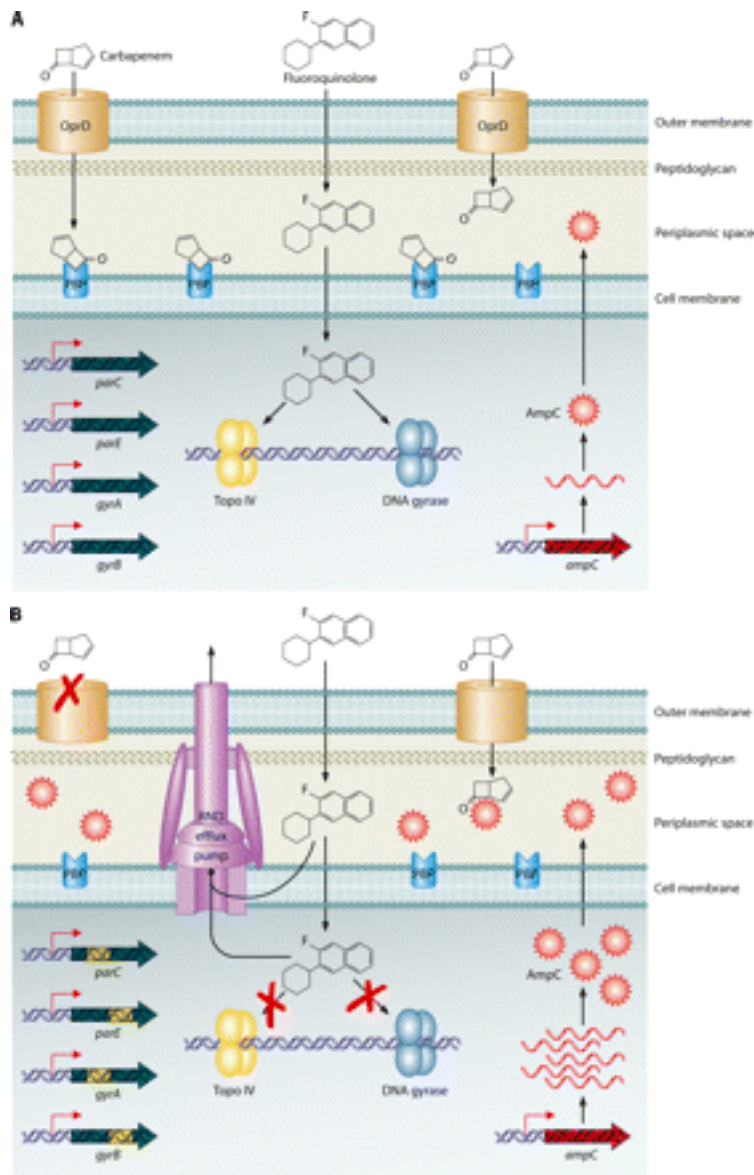 A
F
Carbapenem
O
Fluoroquinolone
O
OprD
OprD
Outer membrane
Peptidoglycan
F
O
Periplasmic space
O
O
O
PBP
PBP
PBP
PBP
Cell membrane
F
parC
AmpC
parE
Topo IV
DNA gyrase
gyrA
gyrB
ampC
B
F
O
O
Outer membrane
Peptidoglycan
F
O
RND
efflux
pump
Periplasmic space
PBP
PBP
PBP
Cell membrane
F
parC
AmpC
parE
Topo IV
DNA gyrase
gyrA
gyrB
ampC